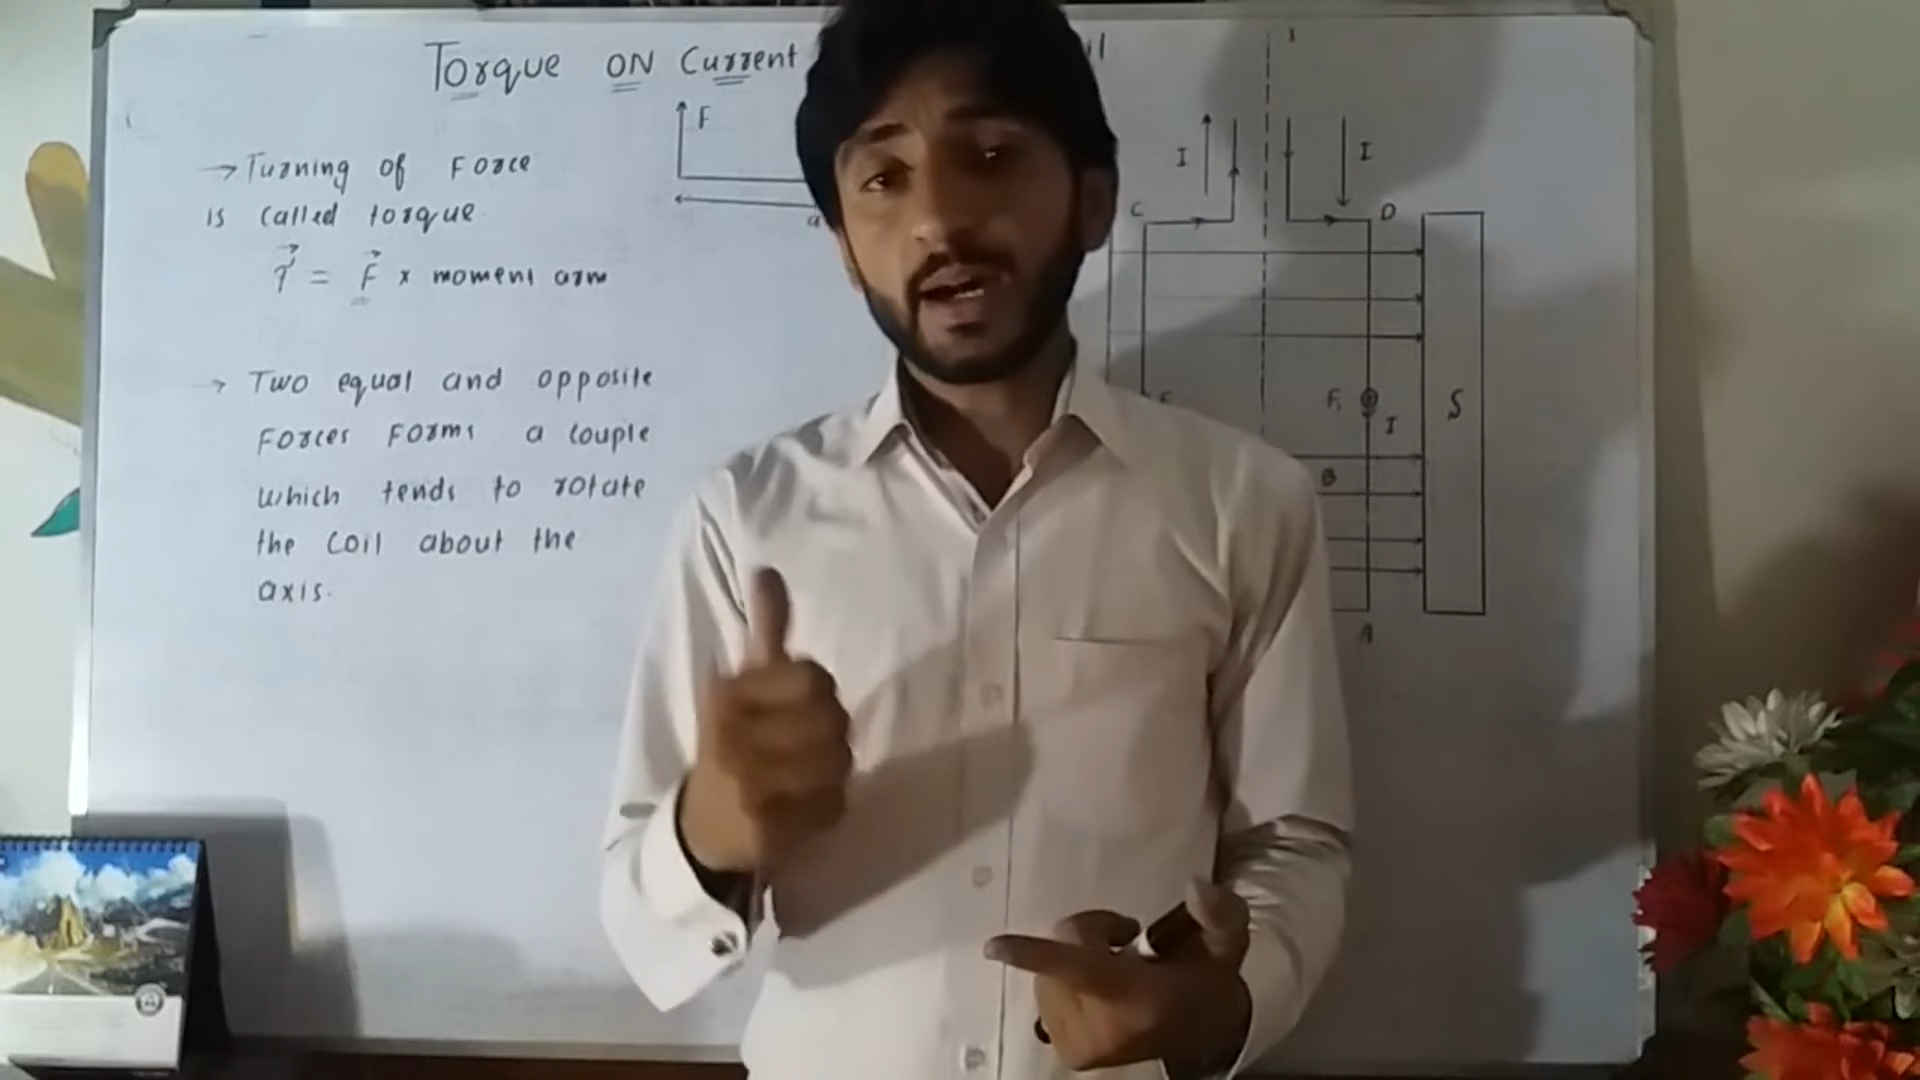 Torque ON Current
→ Turning of Force
is called torque
τ = F × moment arm
→ Two equal and opposite
Forces Forms a couple
which tends to rotate
the coil about the
axis.
F
a
I
I
C
D
F₁
I
S
B
A